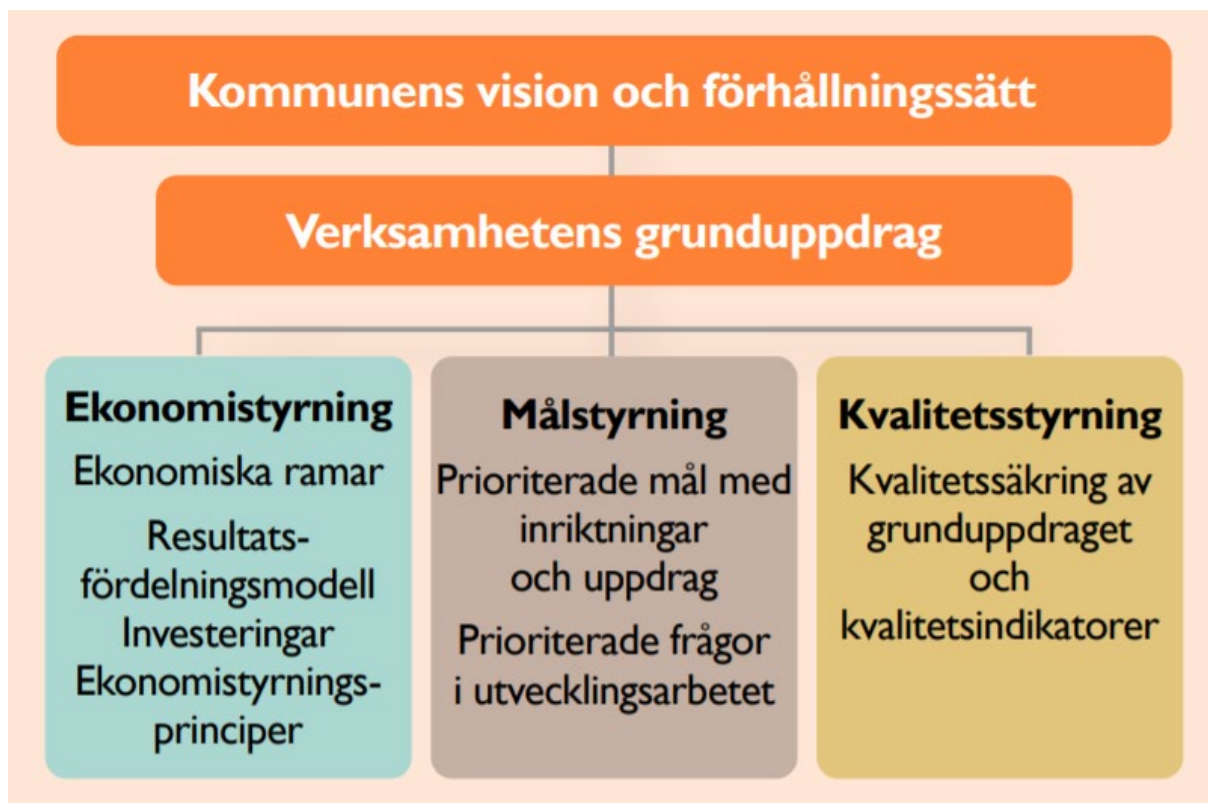 Kommunens vision och förhållningssätt
Verksamhetens grunduppdrag
Ekonomistyrning
Ekonomiska ramar
Resultats-
fördelningsmodell
Investeringar
Ekonomistyrnings-
principer
Målstyrning
Prioriterade mål med
inriktningar
och uppdrag
Prioriterade frågor
i utvecklingsarbetet
Kvalitetsstyrning
Kvalitetssäkring av
grunduppdraget
och
kvalitetsindikatorer